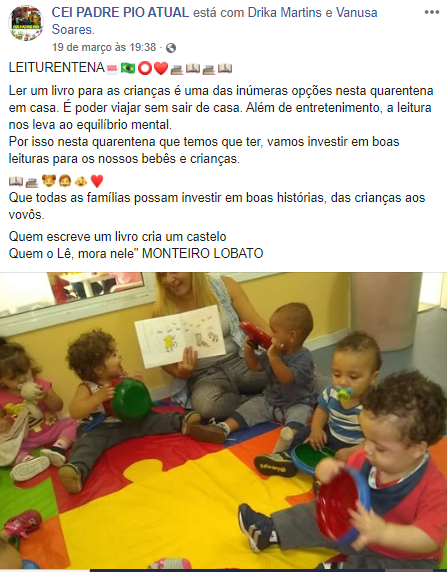 CEI PADRE PIO ATUAL está com Drika Martins e Vanusa
Soares.
19 de março às 19:38 ·
LEITURENTENA🆘🇧🇷⭕❤️📚📖📚📖
Ler um livro para as crianças é uma das inúmeras opções nesta quarentena
em casa. É poder viajar sem sair de casa. Além de entretenimento, a leitura
nos leva ao equilíbrio mental.
Por isso nesta quarentena que temos que ter, vamos investir em boas
leituras para os nossos bebês e crianças.
Que todas as famílias possam investir em boas histórias, das crianças aos
vovôs.
Quem escreve um livro cria um castelo
Quem o Lê, mora nele" MONTEIRO LOBATO